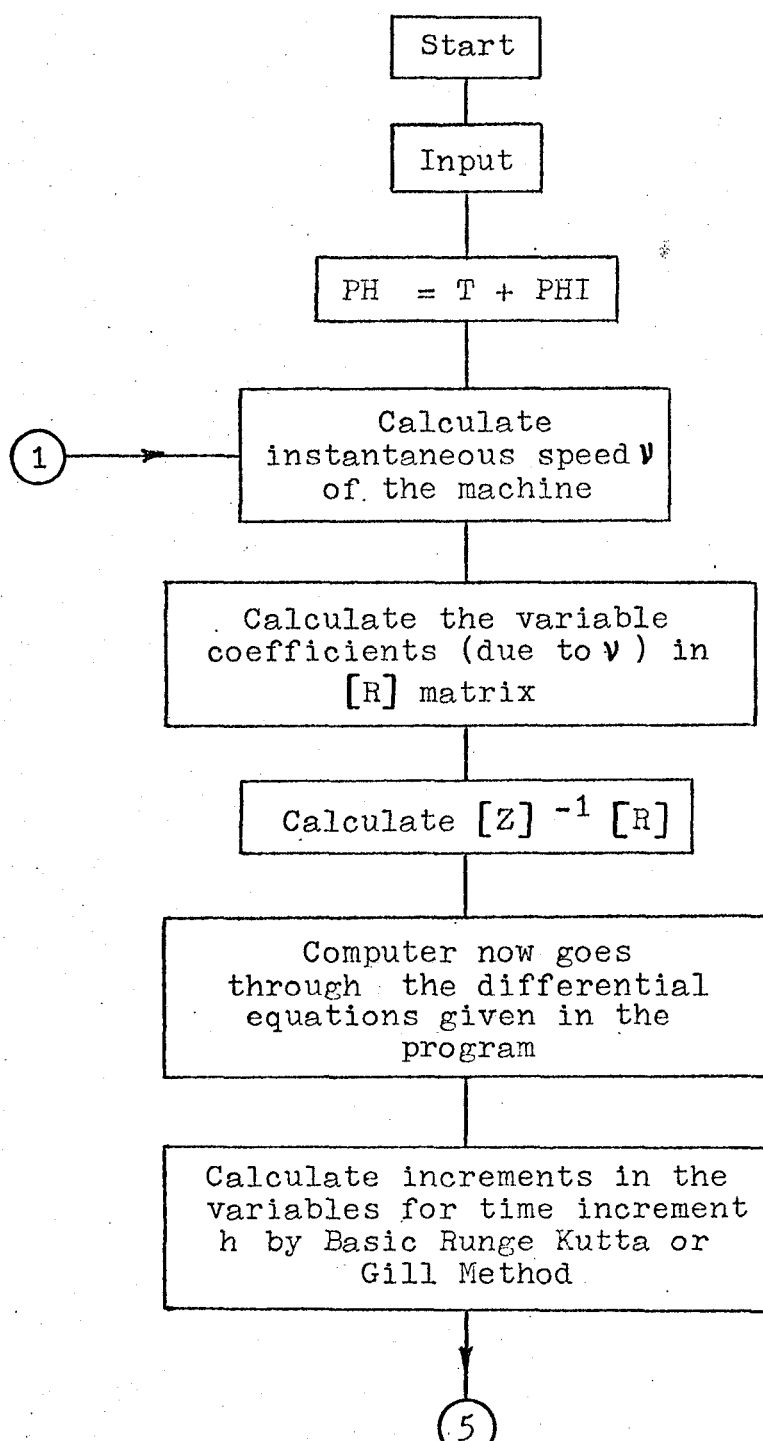 Start
Input
PH = T + PHI
1
Calculate
instantaneous speed ν
of the machine
Calculate the variable
coefficients (due to ν ) in
[R] matrix
Calculate [Z] -1 [R]
Computer now goes
through the differential
equations given in the
program
Calculate increments in the
variables for time increment
h by Basic Runge Kutta or
Gill Method
5